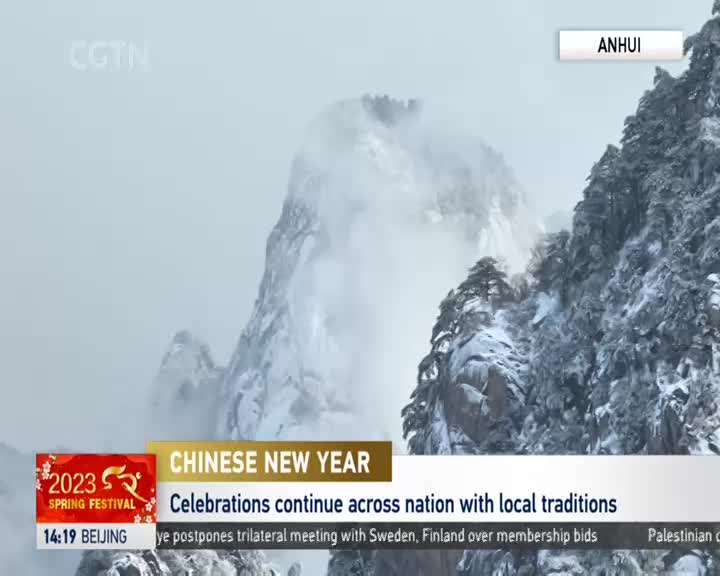 CGTN
ANHUI
CHINESE NEW YEAR
2023
SPRING FESTIVAL
Celebrations continue across nation with local traditions
14:19 BEIJING
postpones trilateral meeting with Sweden, Finland over membership bids
Palestinian